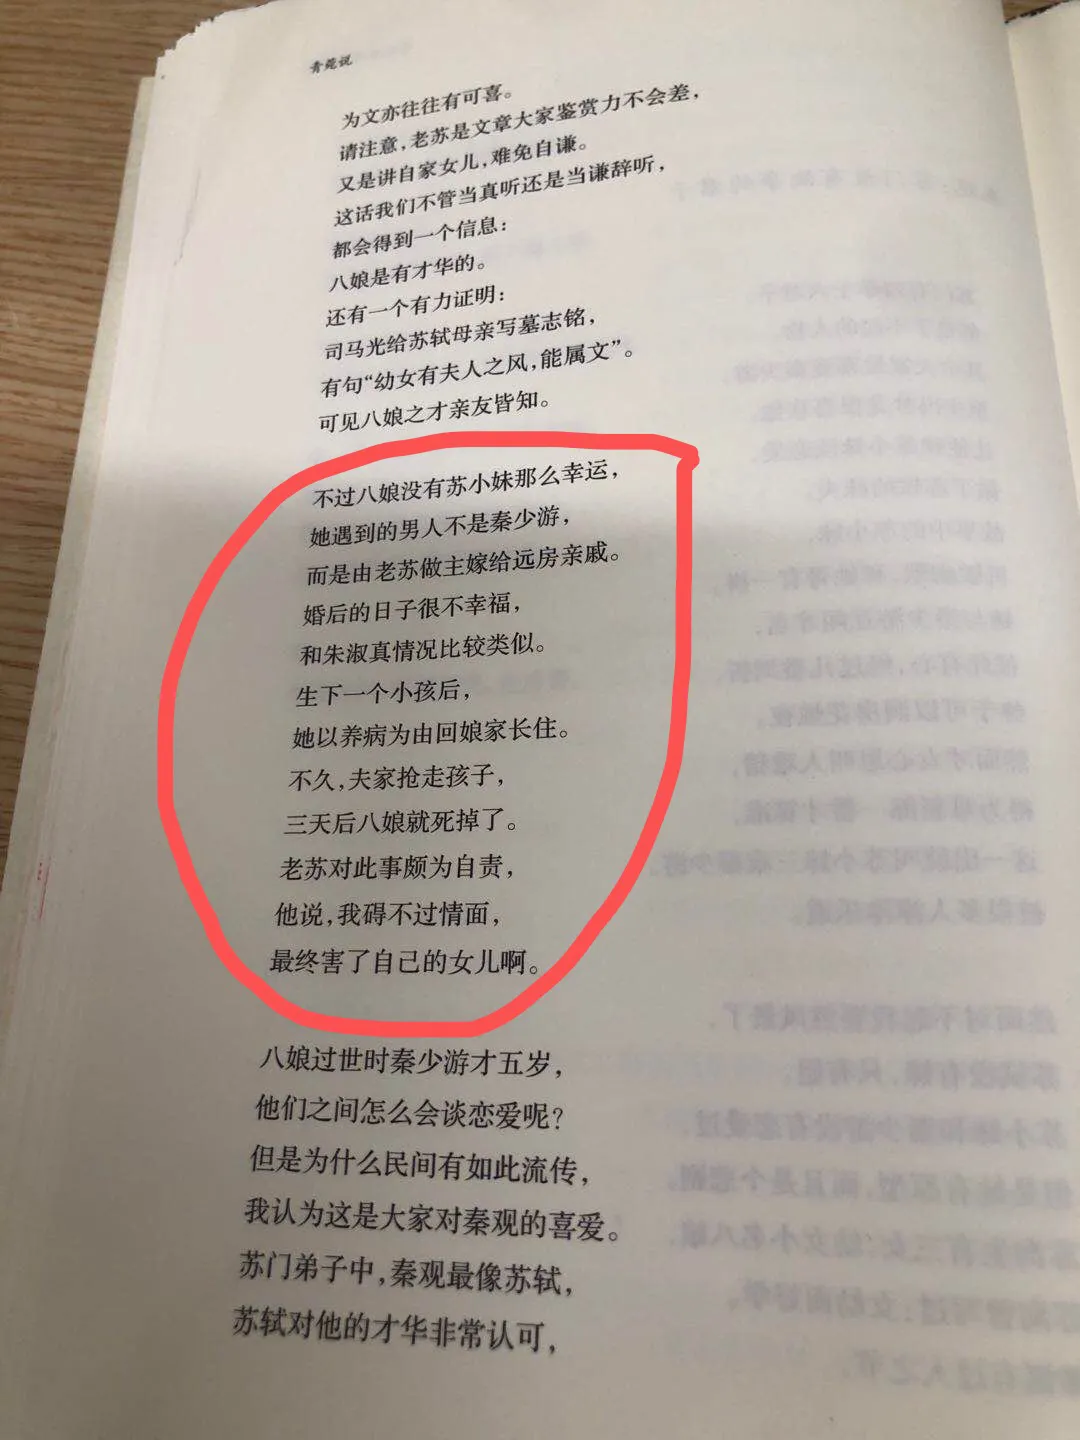 青苑说
为文亦往往有可喜。
请注意,老苏是文章大家鉴赏力不会差,
又是讲自家女儿,难免自谦。
这话我们不管当真听还是当谦辞听,
都会得到一个信息:
八娘是有才华的。
还有一个有力证明:
司马光给苏轼母亲写墓志铭,
有句“幼女有夫人之风,能属文”。
可见八娘之才亲友皆知。
不过八娘没有苏小妹那么幸运,
她遇到的男人不是秦少游,
而是由老苏做主嫁给远房亲戚。
婚后的日子很不幸福,
和朱淑真情况比较类似。
生下一个小孩后,
她以养病为由回娘家长住。
不久,夫家抢走孩子,
三天后八娘就死掉了。
老苏对此事颇为自责,
他说,我碍不过情面,
最终害了自己的女儿啊。
八娘过世时秦少游才五岁,
他们之间怎么会谈恋爱呢?
但是为什么民间有如此流传,
我认为这是大家对秦观的喜爱。
苏门弟子中,秦观最像苏轼,
苏轼对他的才华非常认可,